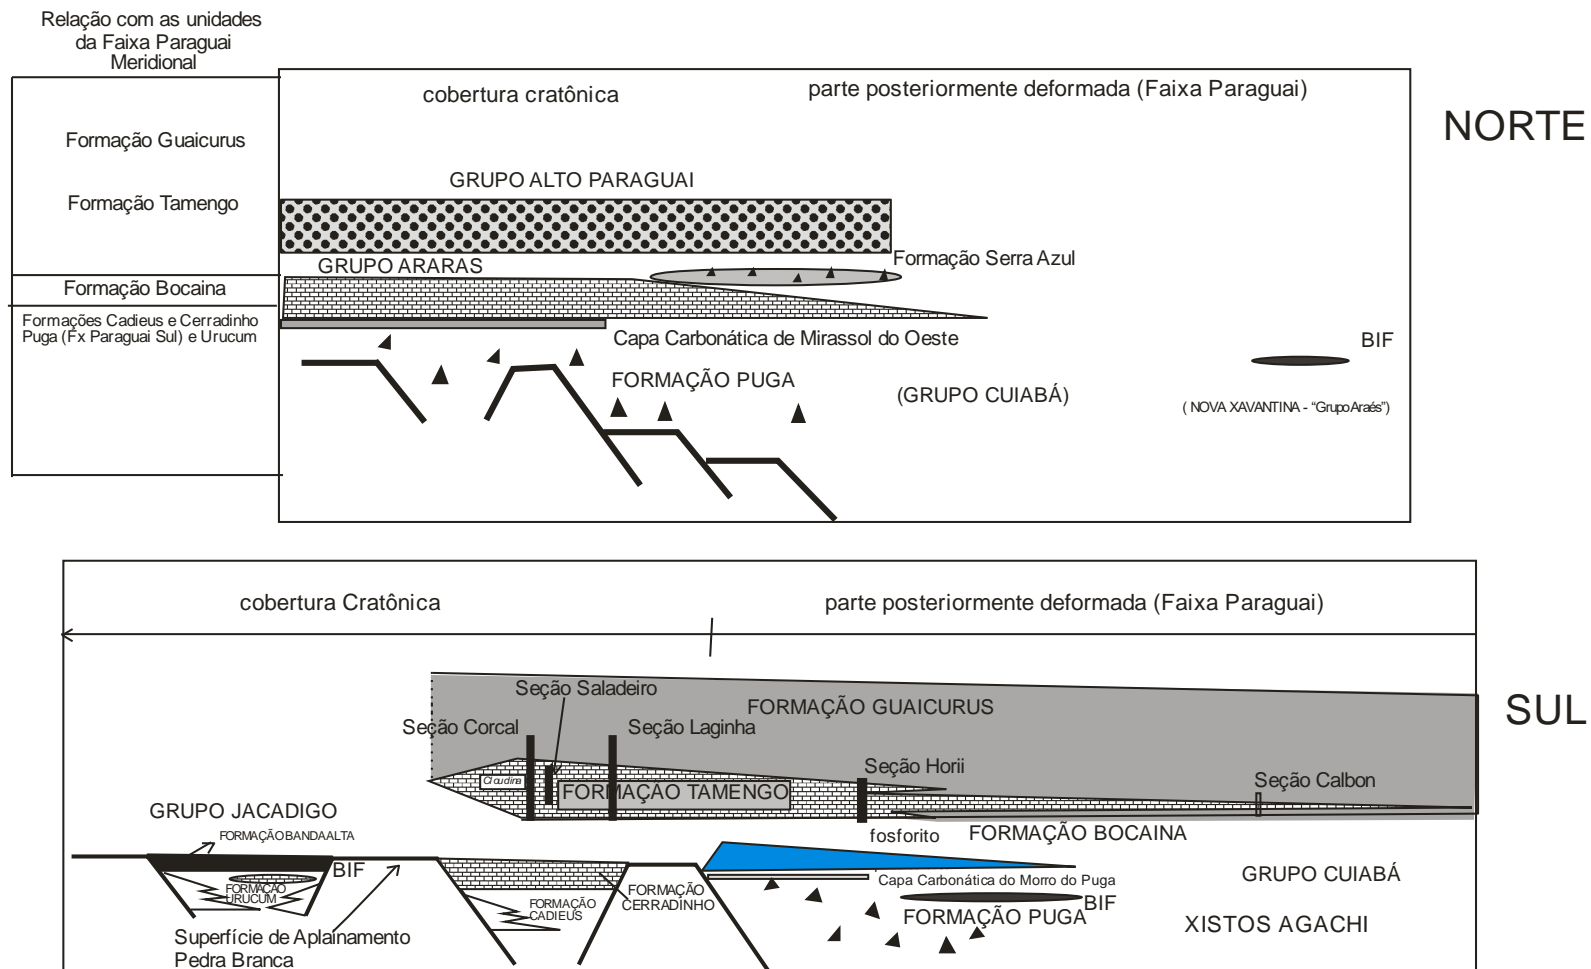 Relação com as unidades
da Faixa Paraguai
Meridional
cobertura cratônica
parte posteriormente deformada (Faixa Paraguai)
NORTE
Formação Guaicurus
GRUPO ALTO PARAGUAI
Formação Tamengo
Formação Serra Azul
GRUPO ARARAS
Formação Bocaina
Formações Cadieus e Cerradinho
Puga (Fx Paraguai Sul) e Urucum
Capa Carbonática de Mirassol do Oeste
BIF
FORMAÇÃO PUGA
(GRUPO CUIABÁ)
( NOVA XAVANTINA - "Grupo Araés")
cobertura Cratônica
parte posteriormente deformada (Faixa Paraguai)
SUL
Seção Saladeiro
FORMAÇÃO GUAICURUS
Seção Corcal
Seção Laginha
Seção Horii
Seção Calbon
Cloudina
FORMAÇÃO TAMENGO
GRUPO JACADIGO
FORMAÇÃO BANDA ALTA
fosforito
FORMAÇÃO BOCAINA
BIF
GRUPO CUIABÁ
Capa Carbonática do Morro do Puga
FORMAÇÃO
URUCUM
FORMAÇÃO
CERRADINHO
FORMAÇÃO
CADIEUS
BIF
FORMAÇÃO PUGA
XISTOS AGACHI
Superfície de Aplainamento
Pedra Branca